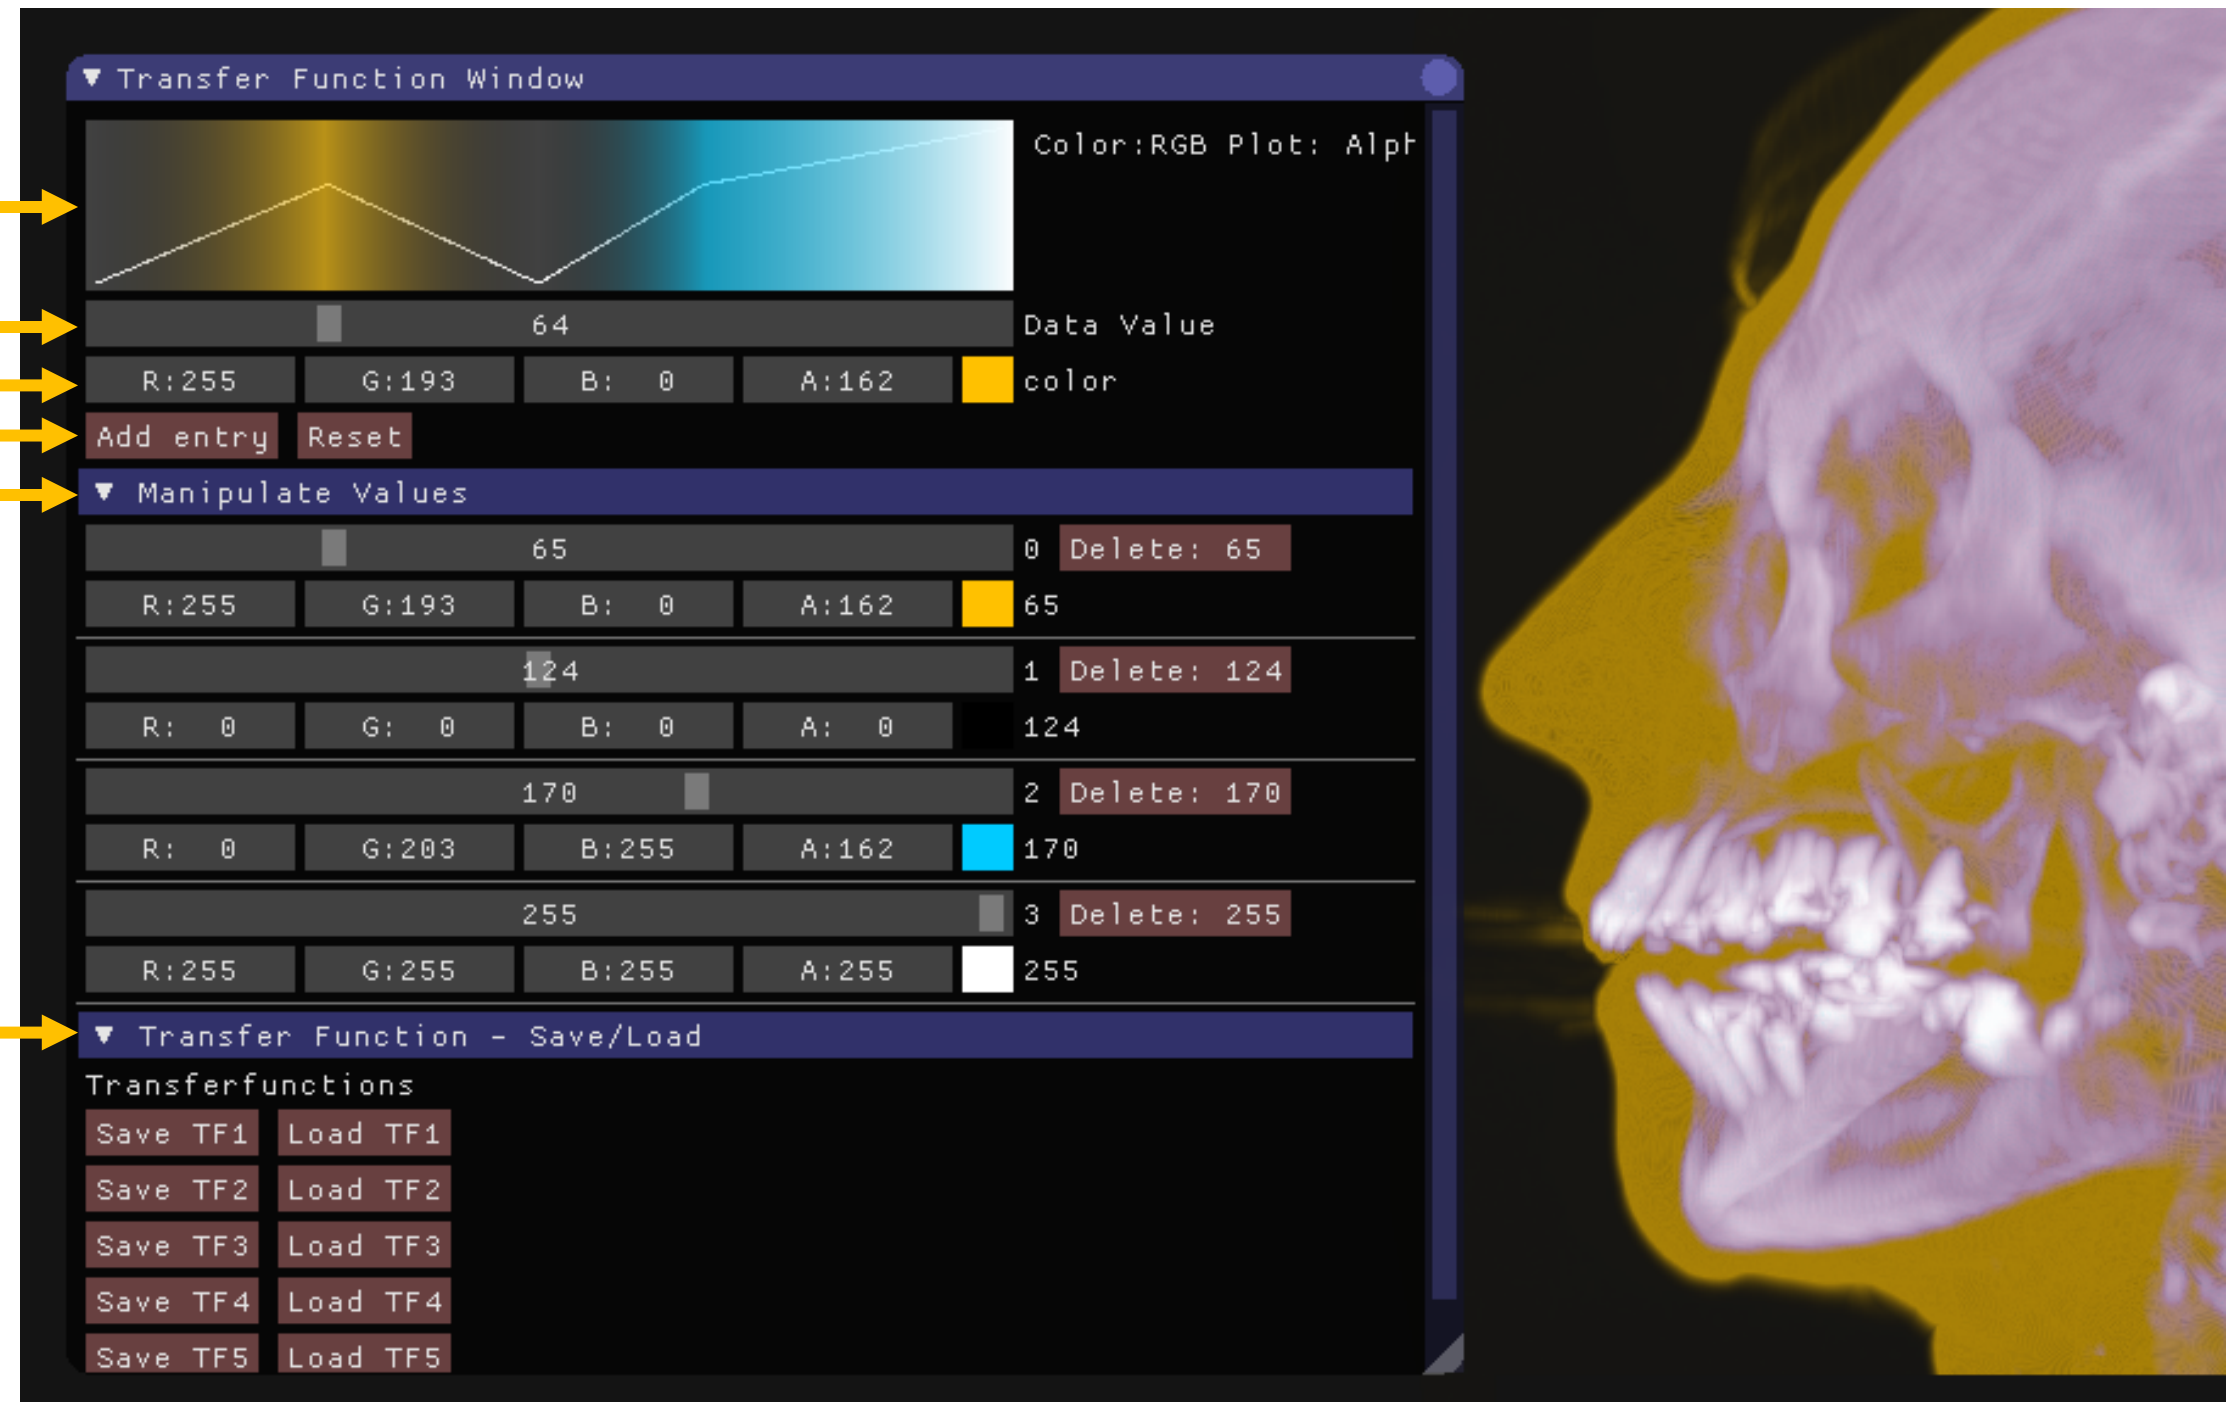 Transfer Function Window
Color:RGB Plot: Alph
64 Data Value
R:255 G:193 B: 0 A:162 color
Add entry Reset
Manipulate Values
65 0 Delete: 65
R:255 G:193 B: 0 A:162 65
124 1 Delete: 124
R: 0 G: 0 B: 0 A: 0 124
170 2 Delete: 170
R: 0 G:203 B:255 A:162 170
255 3 Delete: 255
R:255 G:255 B:255 A:255 255
Transfer Function - Save/Load
Transferfunctions
Save TF1 Load TF1
Save TF2 Load TF2
Save TF3 Load TF3
Save TF4 Load TF4
Save TF5 Load TF5